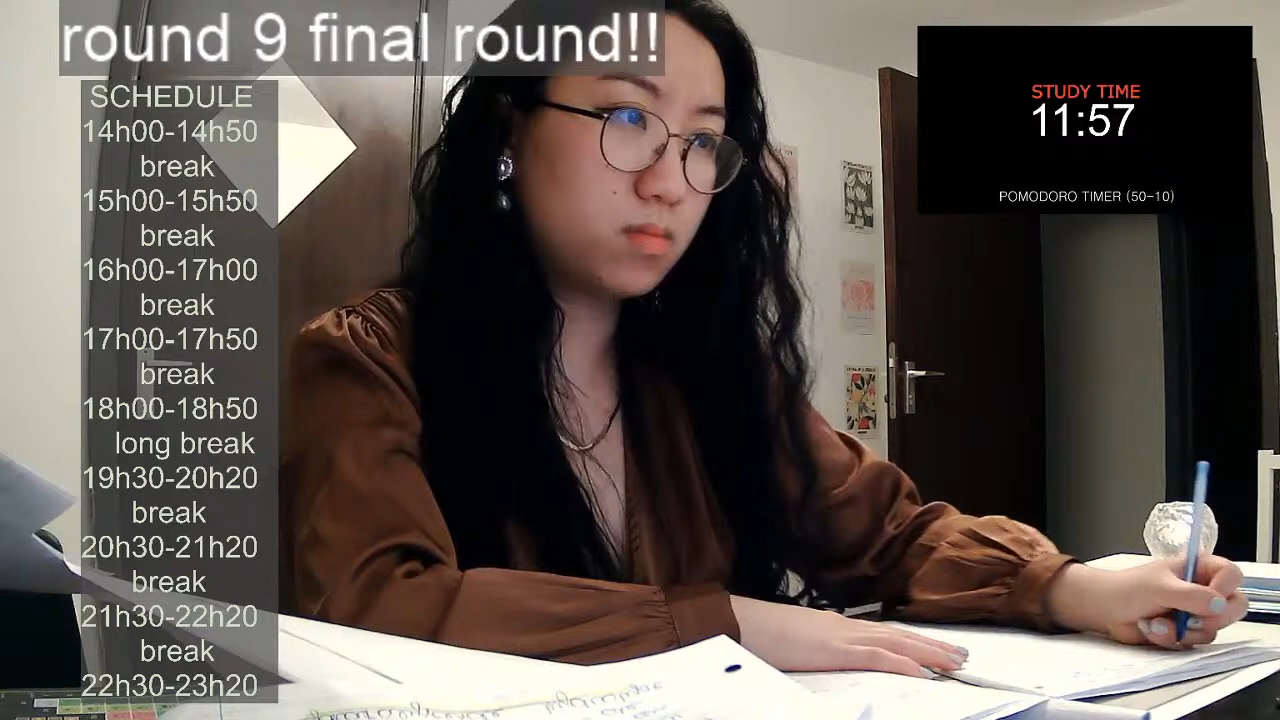 round 9 final round!!
SCHEDULE
14h00-14h50
break
15h00-15h50
break
16h00-17h00
break
17h00-17h50
break
18h00-18h50
long break
19h30-20h20
break
20h30-21h20
break
21h30-22h20
break
22h30-23h20
STUDY TIME
11:57
POMODORO TIMER (50-10)